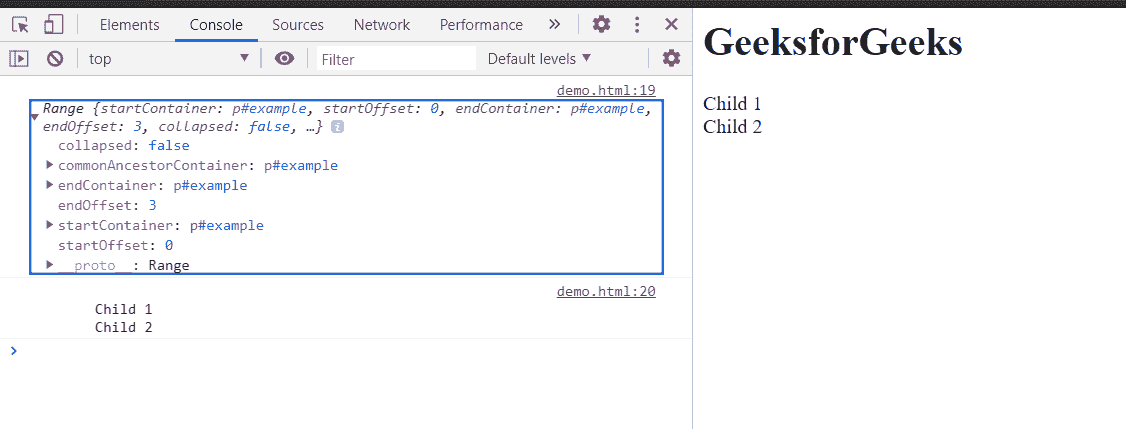 Elements Console Sources Network Performance »
top Filter Default levels
demo.html:19
Range {startContainer: p#example, startOffset: 0, endContainer: p#example,
endOffset: 3, collapsed: false, …} i
collapsed: false
commonAncestorContainer: p#example
endContainer: p#example
endOffset: 3
startContainer: p#example
startOffset: 0
__proto__: Range
demo.html:20
Child 1
Child 2
GeeksforGeeks
Child 1
Child 2